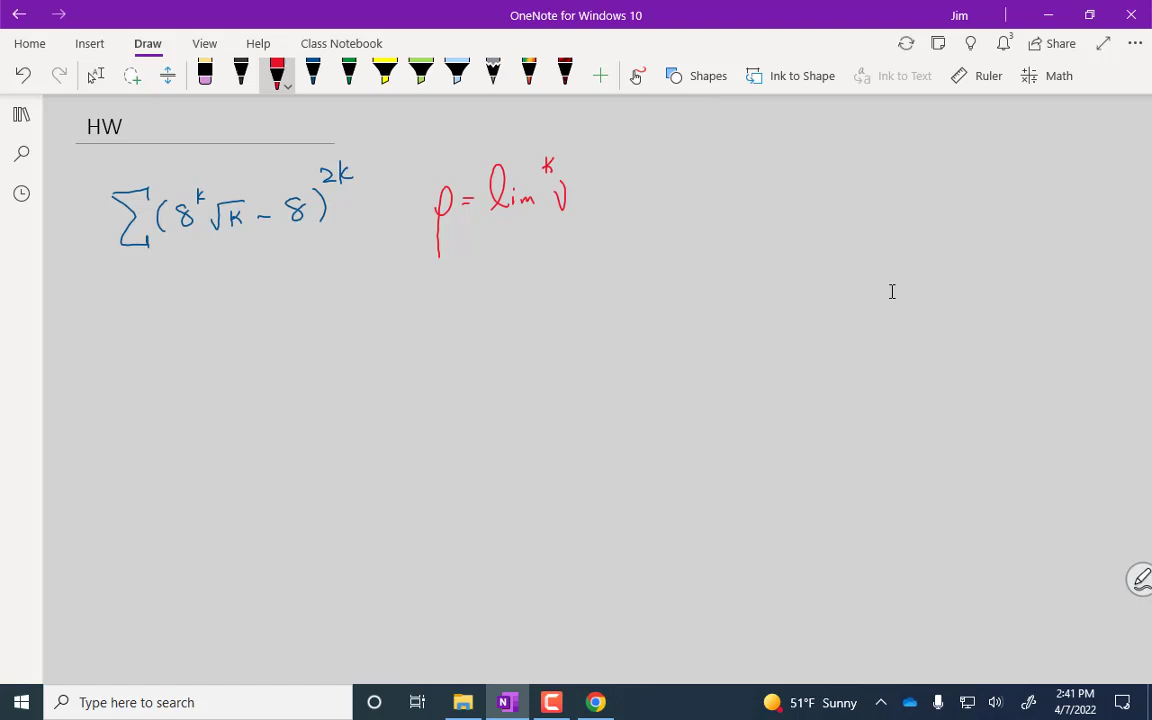 OneNote for Windows 10
Jim
Home Insert Draw View Help Class Notebook
Share
Shapes Ink to Shape Ink to Text Ruler Math
HW
∑(8 ᵏ√k − 8)²ᵏ
ρ = lim ᵏ√
Type here to search
51°F Sunny
2:41 PM
4/7/2022